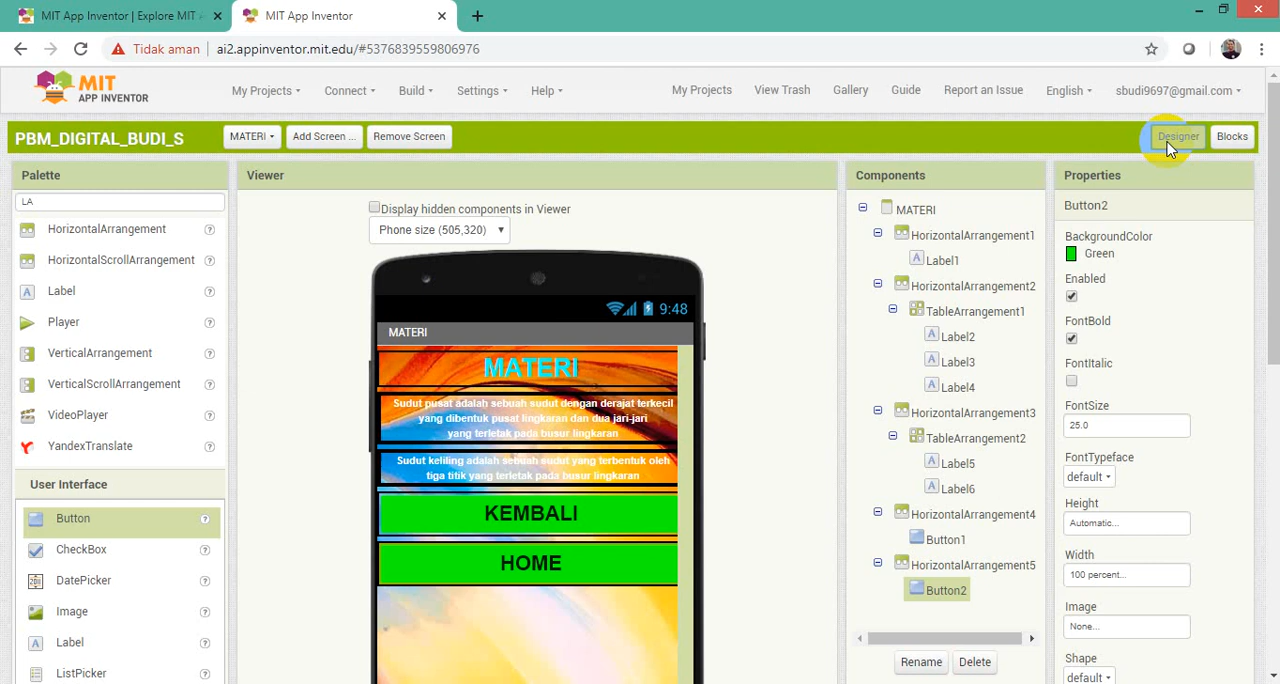 MIT App Inventor | Explore MIT
MIT App Inventor
Tidak aman
ai2.appinventor.mit.edu/#5376839559806976
MIT
APP INVENTOR
My Projects
Connect
Build
Settings
Help
My Projects
View Trash
Gallery
Guide
Report an Issue
English
sbudi9697@gmail.com
PBM_DIGITAL_BUDI_S
MATERI
Add Screen ...
Remove Screen
Designer
Blocks
Palette
LA
HorizontalArrangement
HorizontalScrollArrangement
Label
Player
VerticalArrangement
VerticalScrollArrangement
VideoPlayer
YandexTranslate
User Interface
Button
CheckBox
DatePicker
Image
Label
ListPicker
Viewer
Display hidden components in Viewer
Phone size (505,320)
9:48
MATERI
MATERI
Sudut pusat adalah sebuah sudut dengan derajat terkecil
yang dibentuk pusat lingkaran dan dua jari-jari
yang terletak pada busur lingkaran
Sudut keliling adalah sebuah sudut yang terbentuk oleh
tiga titik yang terletak pada busur lingkaran
KEMBALI
HOME
Components
MATERI
HorizontalArrangement1
Label1
HorizontalArrangement2
TableArrangement1
Label2
Label3
Label4
HorizontalArrangement3
TableArrangement2
Label5
Label6
HorizontalArrangement4
Button1
HorizontalArrangement5
Button2
Rename
Delete
Properties
Button2
BackgroundColor
Green
Enabled
FontBold
FontItalic
FontSize
25.0
FontTypeface
default
Height
Automatic...
Width
100 percent...
Image
None...
Shape
default